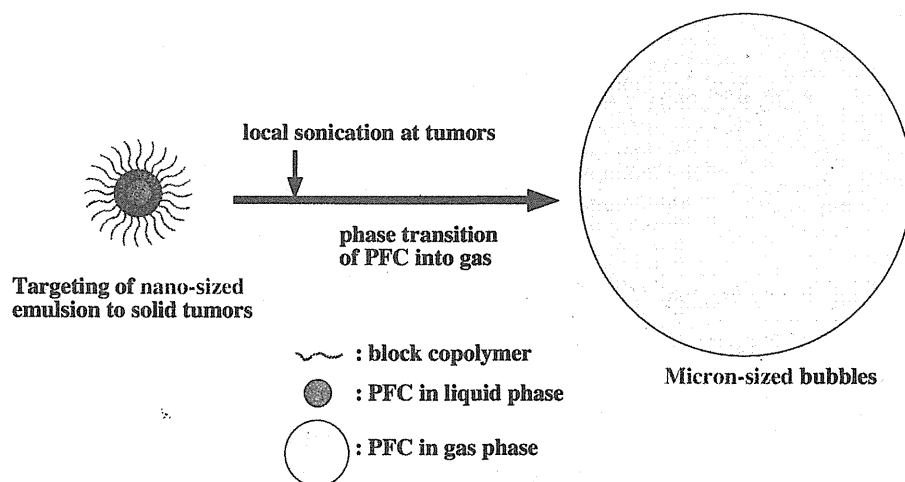 local sonication at tumors
phase transition
of PFC into gas
Targeting of nano-sized
emulsion to solid tumors
Micron-sized bubbles
: block copolymer
: PFC in liquid phase
: PFC in gas phase